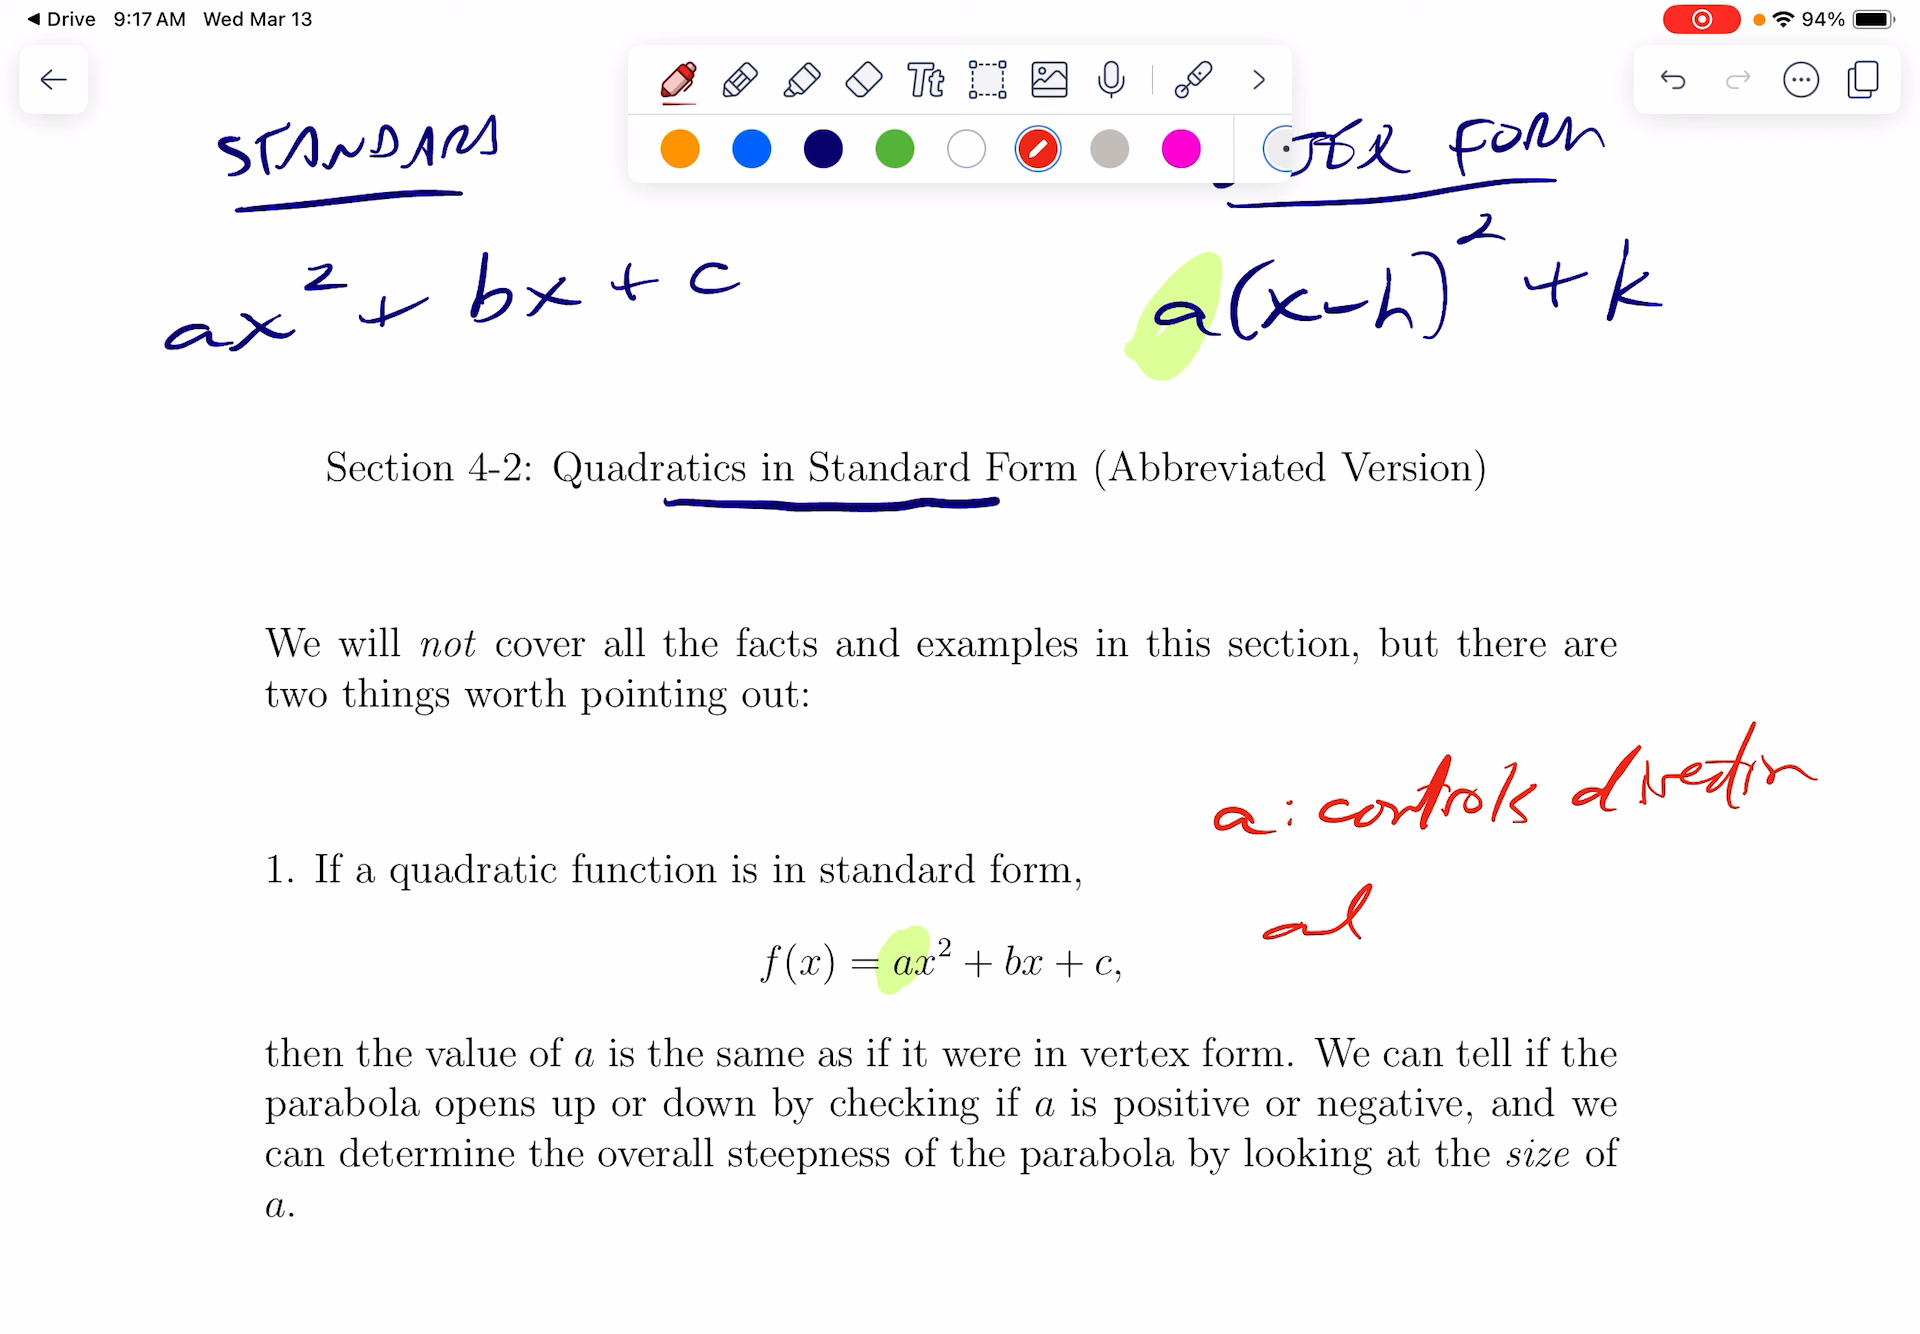 ◀ Drive 9:17 AM Wed Mar 13 94%
Tt
STANDARD
FORM
ax² + bx + c
a(x-h)² + k
Section 4-2: Quadratics in Standard Form (Abbreviated Version)
We will not cover all the facts and examples in this section, but there are
two things worth pointing out:
a: controls direction
1. If a quadratic function is in standard form,
f(x) = ax² + bx + c,
then the value of a is the same as if it were in vertex form. We can tell if the
parabola opens up or down by checking if a is positive or negative, and we
can determine the overall steepness of the parabola by looking at the size of
a.